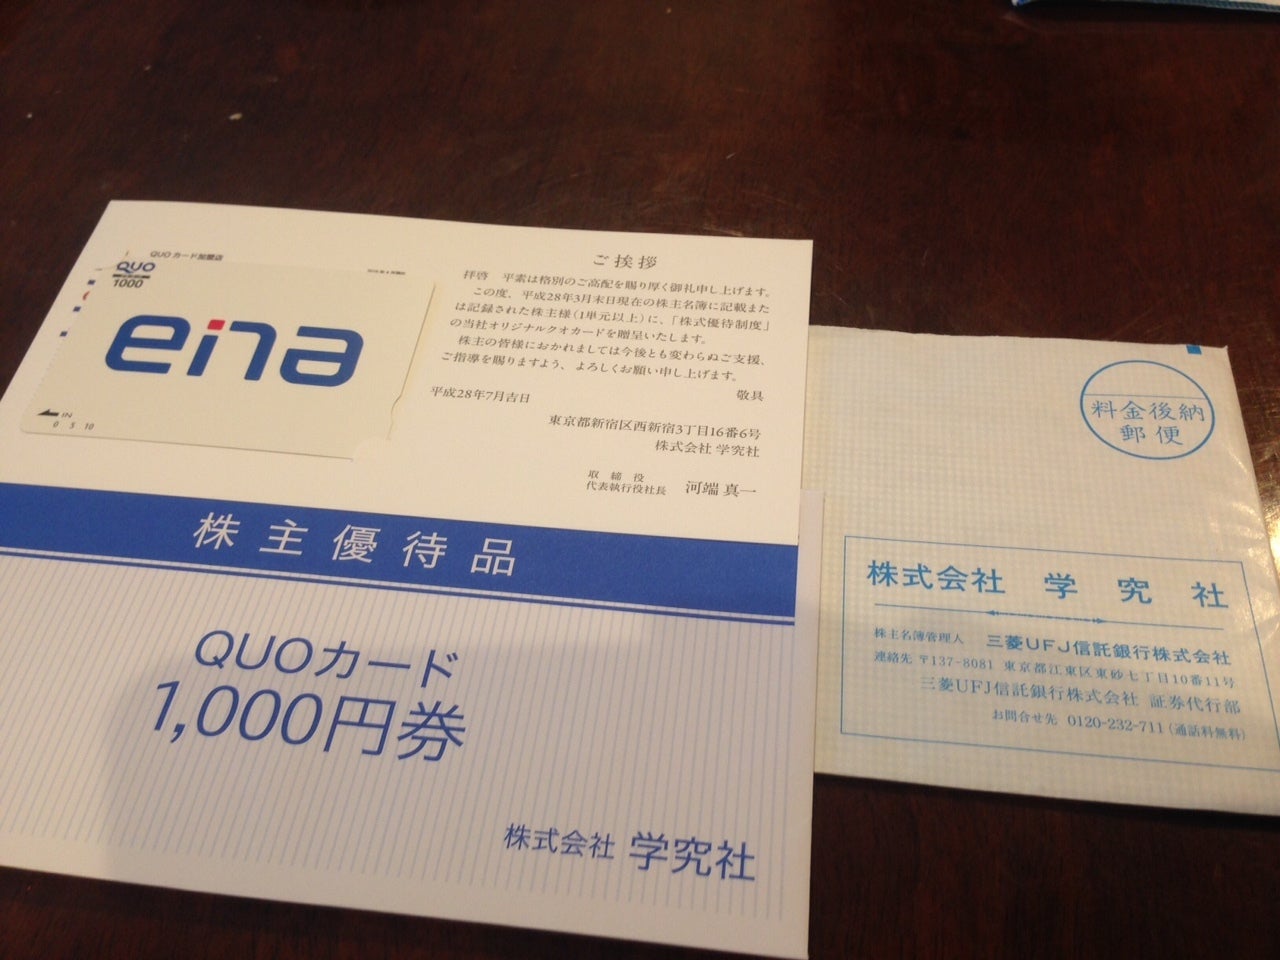 QUOカード加盟店
QUO
1000
ena
IN
0 5 10
ご挨拶
拝啓 平素は格別のご高配を賜り厚く御礼申し上げます。
この度、平成28年3月末日現在の株主名簿に記載また
は記録された株主様(1単元以上)に、「株式優待制度」
の当社オリジナルクオカードを贈呈いたします。
株主の皆様におかれましては今後とも変わらぬご支援、
ご指導を賜りますよう、よろしくお願い申し上げます。
敬具
平成28年7月吉日
東京都新宿区西新宿3丁目16番6号
株式会社 学究社
取締役
代表執行役社長 河端 真一
株主優待品
QUOカード
1,000円券
株式会社 学究社
料金後納
郵便
株式会社 学究社
株主名簿管理人 三菱UFJ信託銀行株式会社
連絡先 〒137-8081 東京都江東区東砂七丁目10番11号
三菱UFJ信託銀行株式会社 証券代行部
お問合せ先 0120-232-711(通話料無料)